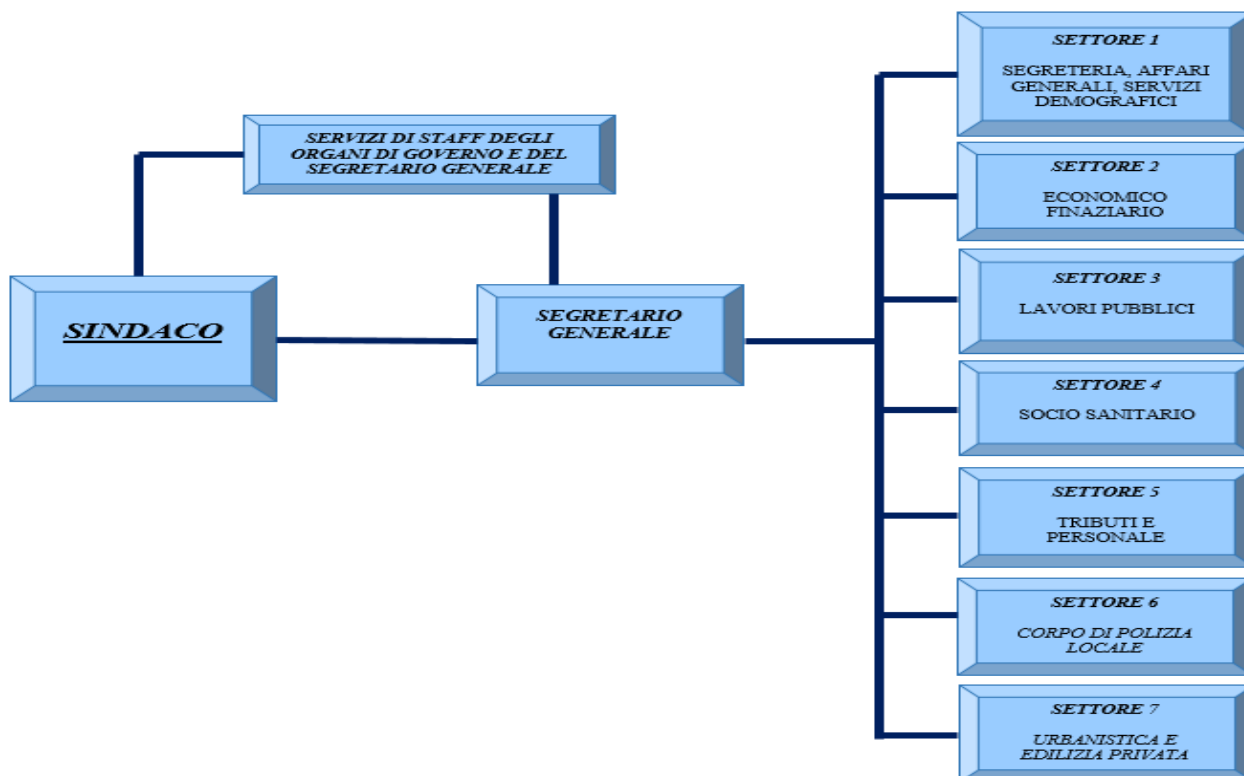 SERVIZI DI STAFF DEGLI
ORGANI DI GOVERNO E DEL
SEGRETARIO GENERALE
SINDACO
SEGRETARIO
GENERALE
SETTORE 1
SEGRETERIA, AFFARI
GENERALI, SERVIZI
DEMOGRAFICI
SETTORE 2
ECONOMICO
FINAZIARIO
SETTORE 3
LAVORI PUBBLICI
SETTORE 4
SOCIO SANITARIO
SETTORE 5
TRIBUTI E
PERSONALE
SETTORE 6
CORPO DI POLIZIA
LOCALE
SETTORE 7
URBANISTICA E
EDILIZIA PRIVATA